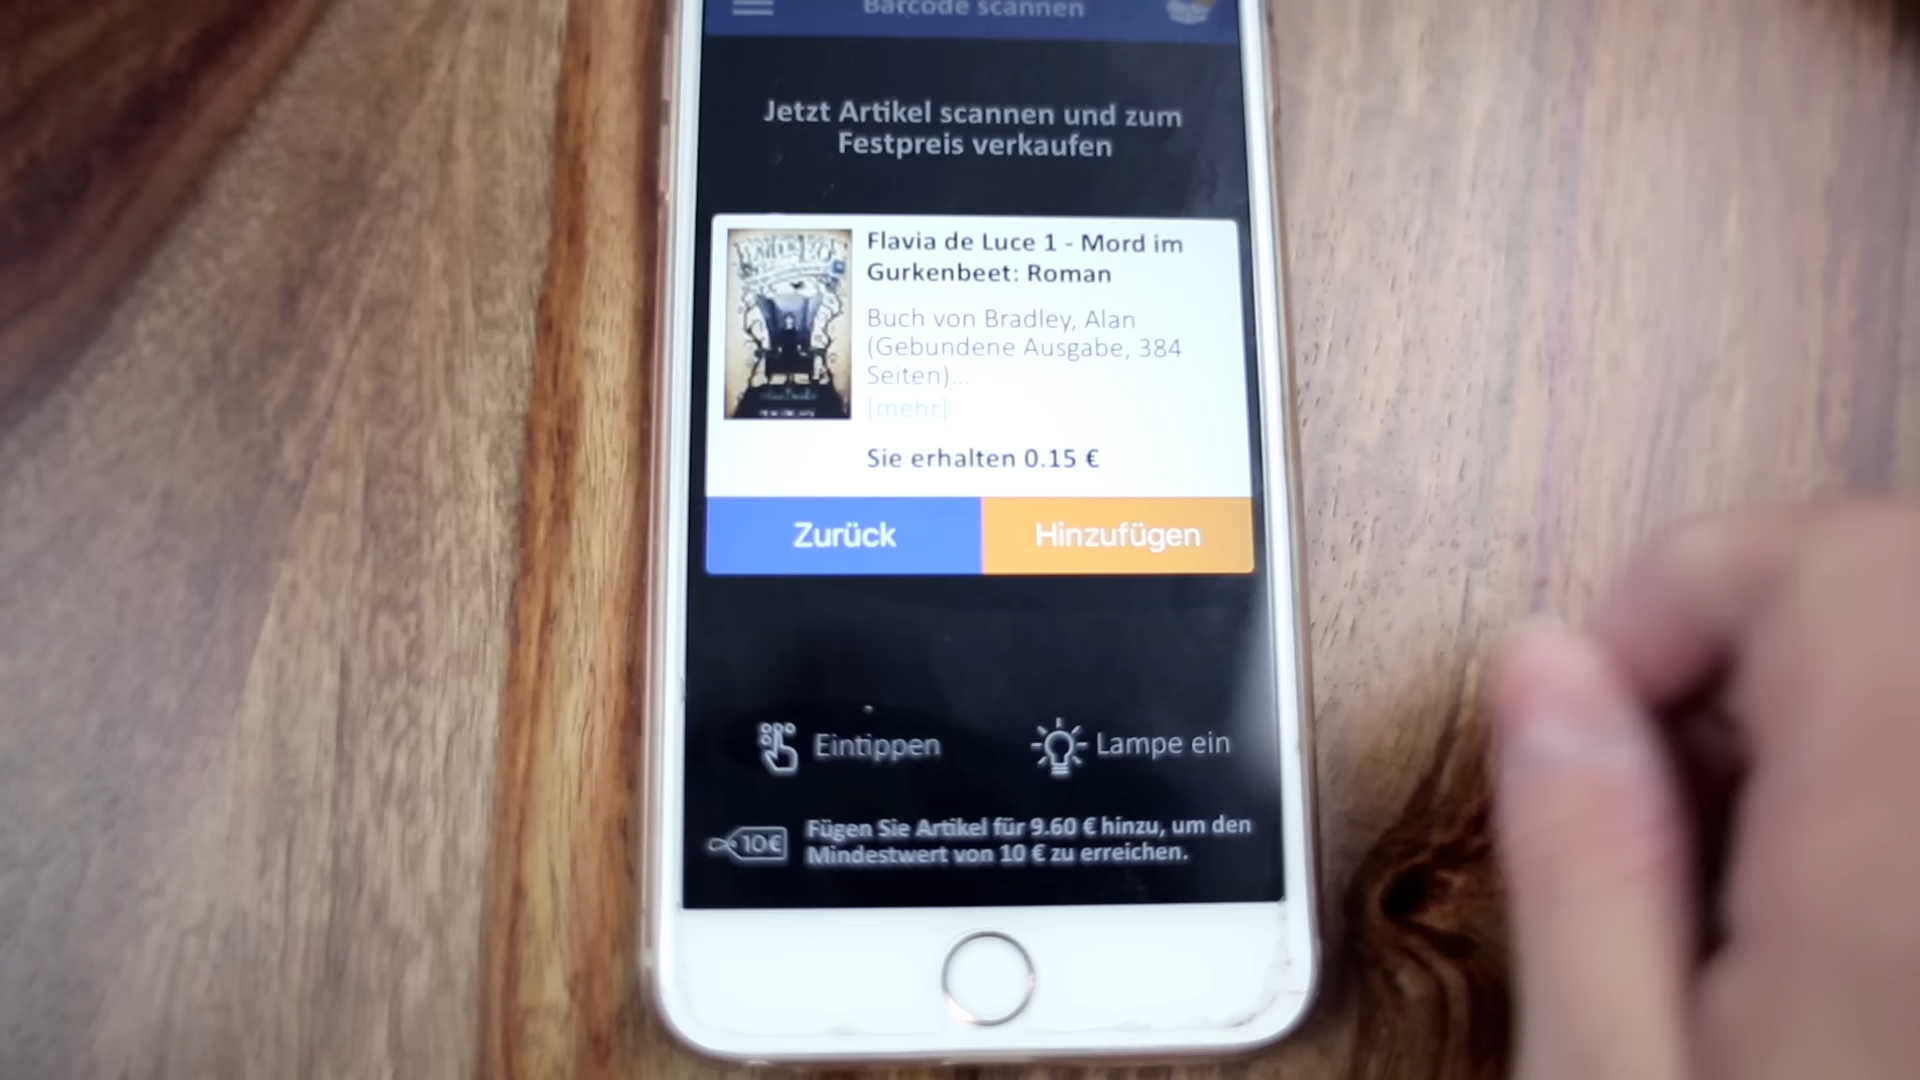 Barcode scannen
Jetzt Artikel scannen und zum
Festpreis verkaufen
Flavia de Luce 1 - Mord im
Gurkenbeet: Roman
Buch von Bradley, Alan
(Gebundene Ausgabe, 384
Seiten)...
[mehr]
Sie erhalten 0.15 €
Zurück
Hinzufügen
Eintippen
Lampe ein
10€
Fügen Sie Artikel für 9.60 € hinzu, um den
Mindestwert von 10 € zu erreichen.